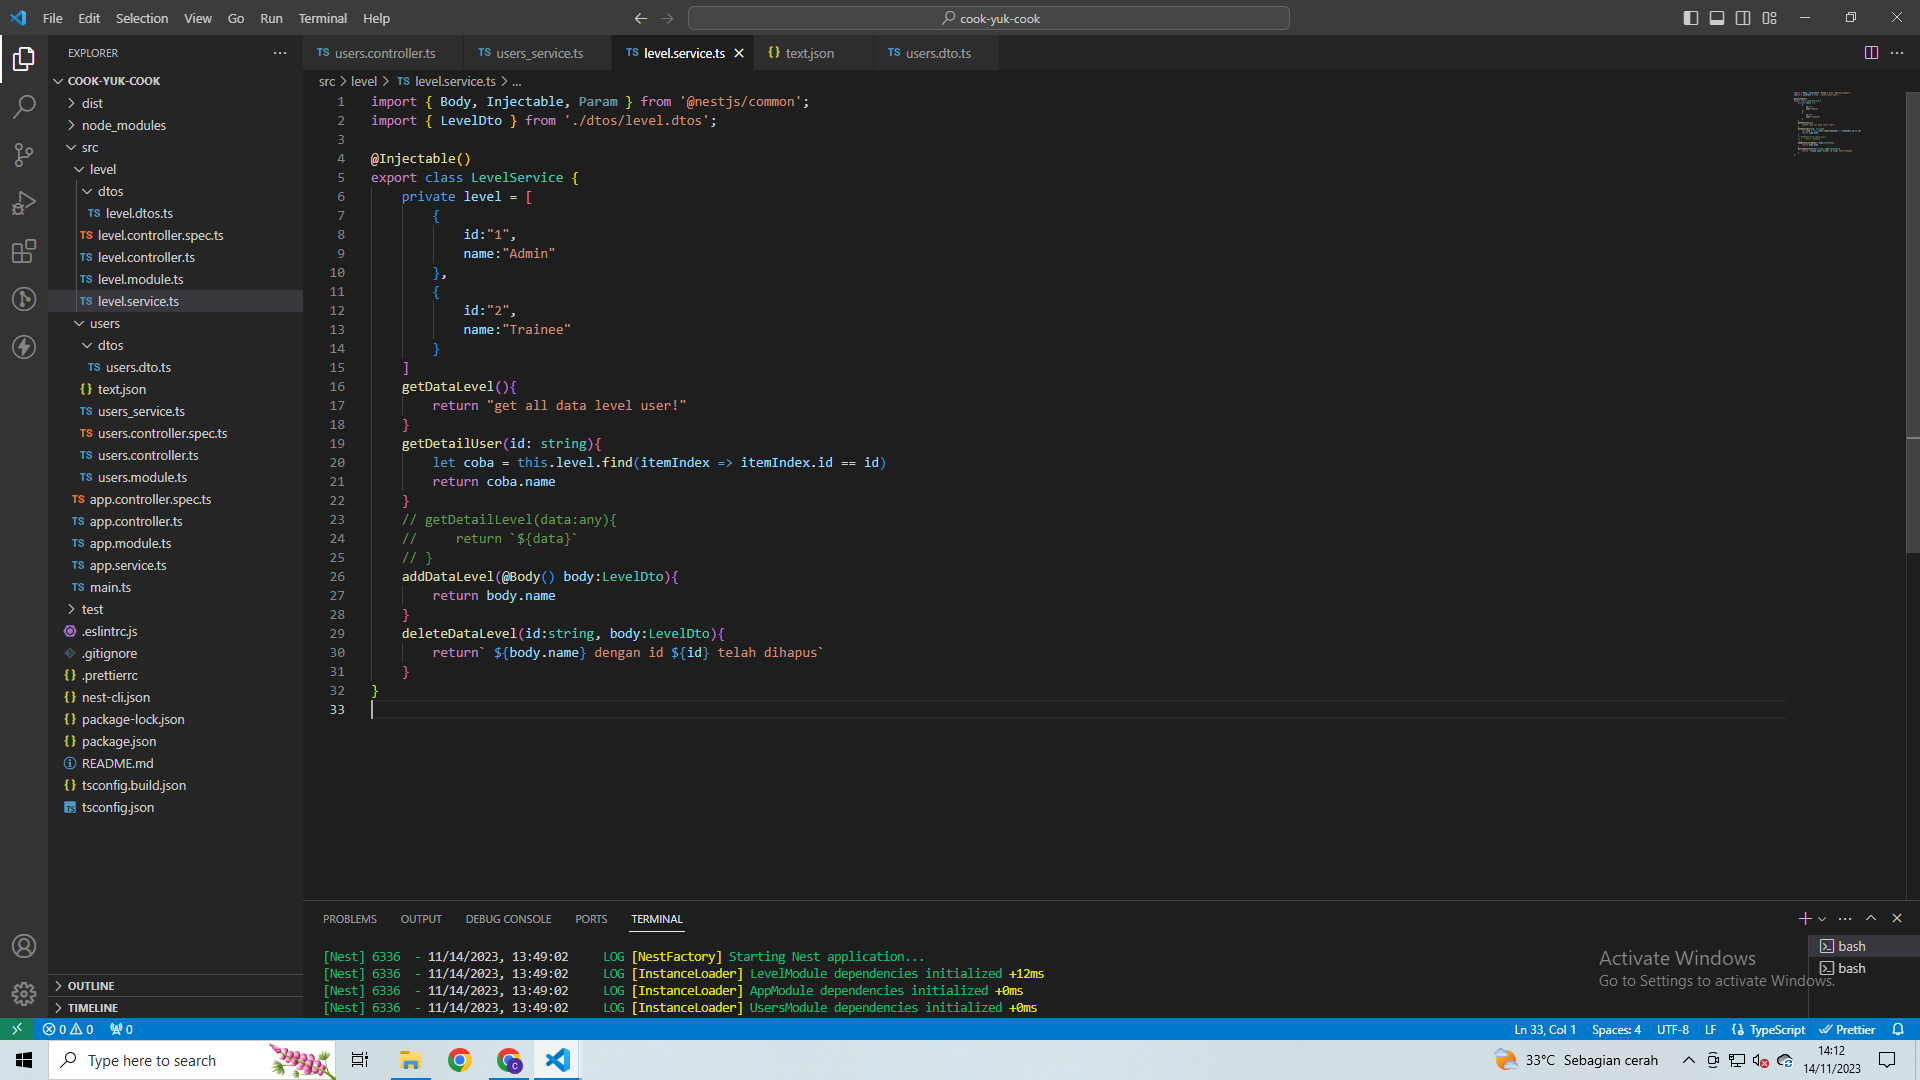 File Edit Selection View Go Run Terminal Help
cook-yuk-cook
EXPLORER
COOK-YUK-COOK
dist
node_modules
src
level
dtos
TS level.dtos.ts
TS level.controller.spec.ts
TS level.controller.ts
TS level.module.ts
TS level.service.ts
users
dtos
TS users.dto.ts
{} text.json
TS users_service.ts
TS users.controller.spec.ts
TS users.controller.ts
TS users.module.ts
TS app.controller.spec.ts
TS app.controller.ts
TS app.module.ts
TS app.service.ts
TS main.ts
test
.eslintrc.js
.gitignore
{} .prettierrc
{} nest-cli.json
{} package-lock.json
{} package.json
README.md
{} tsconfig.build.json
TS tsconfig.json
OUTLINE
TIMELINE
TS users.controller.ts TS users_service.ts TS level.service.ts {} text.json TS users.dto.ts
src > level > TS level.service.ts > ...
1 import { Body, Injectable, Param } from '@nestjs/common';
2 import { LevelDto } from './dtos/level.dtos';
3
4 @Injectable()
5 export class LevelService {
6 private level = [
7 {
8 id:"1",
9 name:"Admin"
10 },
11 {
12 id:"2",
13 name:"Trainee"
14 }
15 ]
16 getDataLevel(){
17 return "get all data level user!"
18 }
19 getDetailUser(id: string){
20 let coba = this.level.find(itemIndex => itemIndex.id == id)
21 return coba.name
22 }
23 // getDetailLevel(data:any){
24 // return `${data}`
25 // }
26 addDataLevel(@Body() body:LevelDto){
27 return body.name
28 }
29 deleteDataLevel(id:string, body:LevelDto){
30 return` ${body.name} dengan id ${id} telah dihapus`
31 }
32 }
33
PROBLEMS OUTPUT DEBUG CONSOLE PORTS TERMINAL
[Nest] 6336 - 11/14/2023, 13:49:02 LOG [NestFactory] Starting Nest application...
[Nest] 6336 - 11/14/2023, 13:49:02 LOG [InstanceLoader] LevelModule dependencies initialized +12ms
[Nest] 6336 - 11/14/2023, 13:49:02 LOG [InstanceLoader] AppModule dependencies initialized +0ms
[Nest] 6336 - 11/14/2023, 13:49:02 LOG [InstanceLoader] UsersModule dependencies initialized +0ms
bash
bash
Activate Windows
Go to Settings to activate Windows.
0 0 0
Ln 33, Col 1 Spaces: 4 UTF-8 LF {} TypeScript Prettier
Type here to search
33°C Sebagian cerah
14:12
14/11/2023